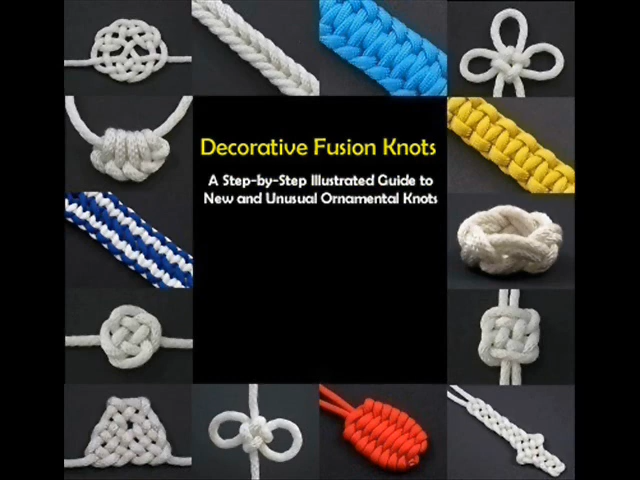 Decorative Fusion Knots
A Step-by-Step Illustrated Guide to
New and Unusual Ornamental Knots